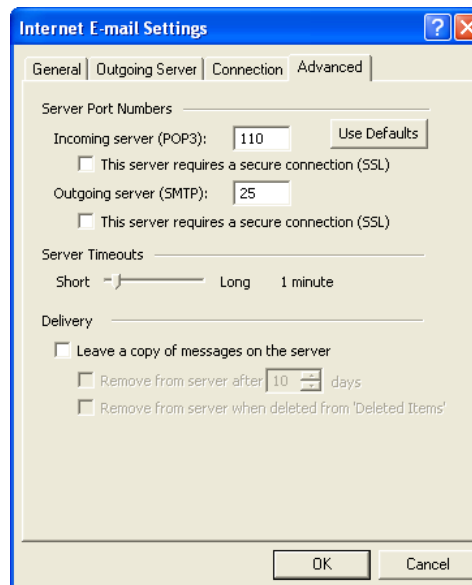 Internet E-mail Settings
General Outgoing Server Connection Advanced
Server Port Numbers
Incoming server (POP3): 110 Use Defaults
This server requires a secure connection (SSL)
Outgoing server (SMTP): 25
This server requires a secure connection (SSL)
Server Timeouts
Short Long 1 minute
Delivery
Leave a copy of messages on the server
Remove from server after 10 days
Remove from server when deleted from 'Deleted Items'
OK Cancel